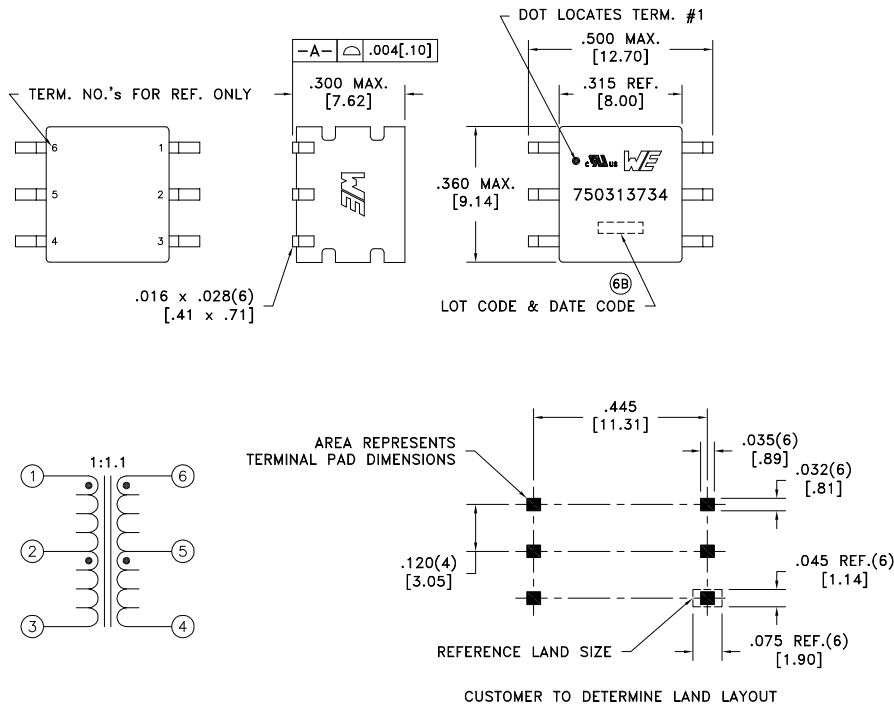 DOT LOCATES TERM. #1
-A- .004[.10]
.500 MAX.
[12.70]
.300 MAX.
[7.62]
.315 REF.
[8.00]
TERM. NO.'s FOR REF. ONLY
6 1
5 2
4 3
WE
c UL us WE
750313734
.360 MAX.
[9.14]
6B
LOT CODE & DATE CODE
.016 x .028(6)
[.41 x .71]
.445
[11.31]
AREA REPRESENTS
TERMINAL PAD DIMENSIONS
.035(6)
[.89]
.032(6)
[.81]
1:1.1
1 6
2 5
3 4
.120(4)
[3.05]
.045 REF.(6)
[1.14]
REFERENCE LAND SIZE
.075 REF.(6)
[1.90]
CUSTOMER TO DETERMINE LAND LAYOUT